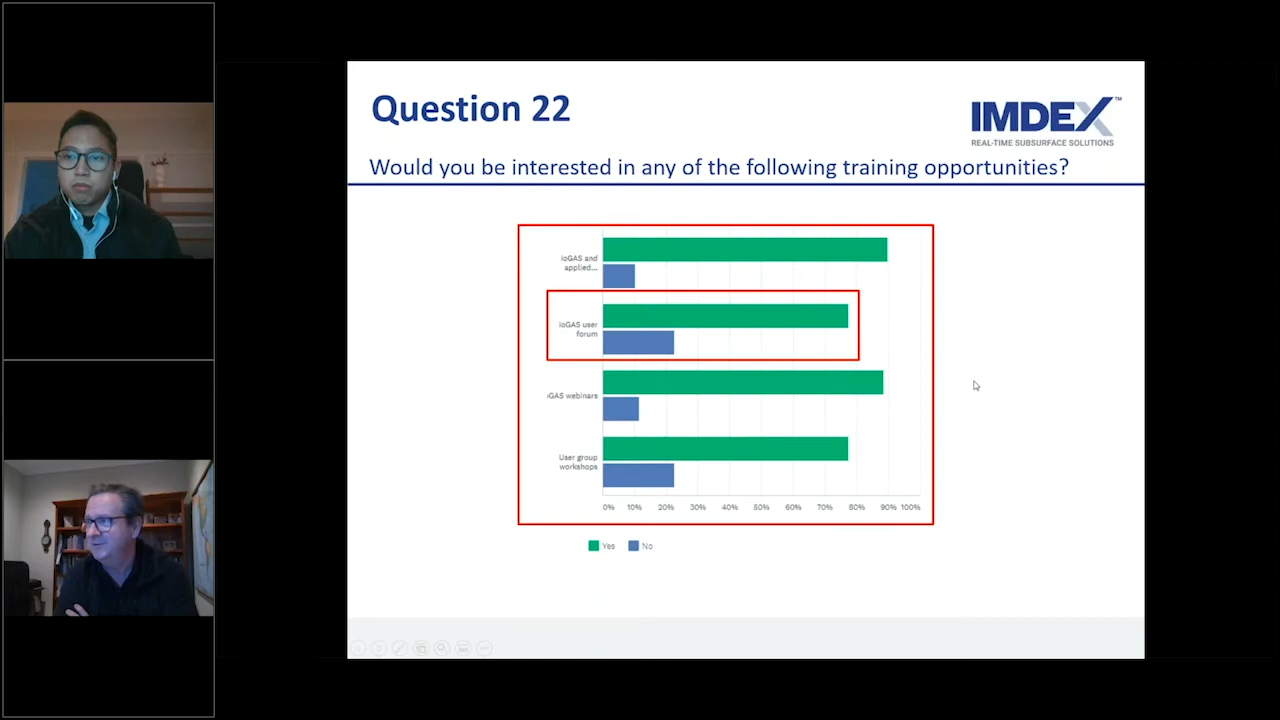 Question 22
IMDEX™
REAL-TIME SUBSURFACE SOLUTIONS
Would you be interested in any of the following training opportunities?
ioGAS and
applied...
ioGAS user
forum
oGAS webinars
User group
workshops
0% 10% 20% 30% 40% 50% 60% 70% 80% 90% 100%
Yes No